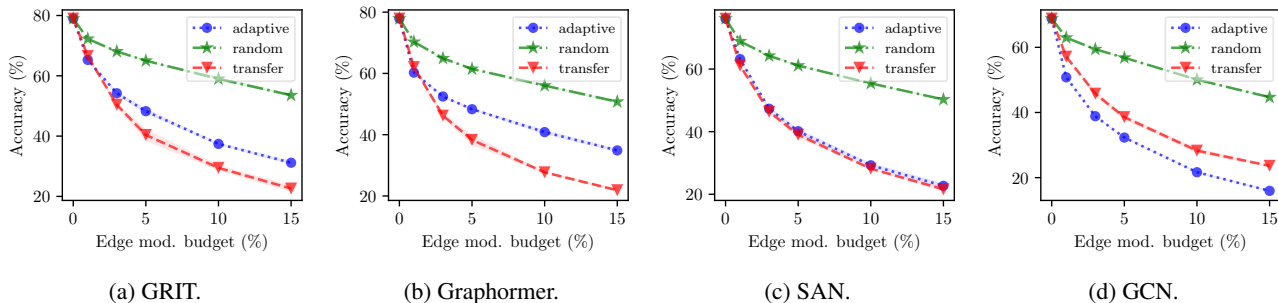 80
60
40
20
0
5
10
15
Accuracy (%)
Edge mod. budget (%)
adaptive
random
transfer
(a) GRIT.
80
60
40
20
0
5
10
15
Accuracy (%)
Edge mod. budget (%)
adaptive
random
transfer
(b) Graphormer.
60
40
20
0
5
10
15
Accuracy (%)
Edge mod. budget (%)
adaptive
random
transfer
(c) SAN.
60
40
20
0
5
10
15
Accuracy (%)
Edge mod. budget (%)
adaptive
random
transfer
(d) GCN.